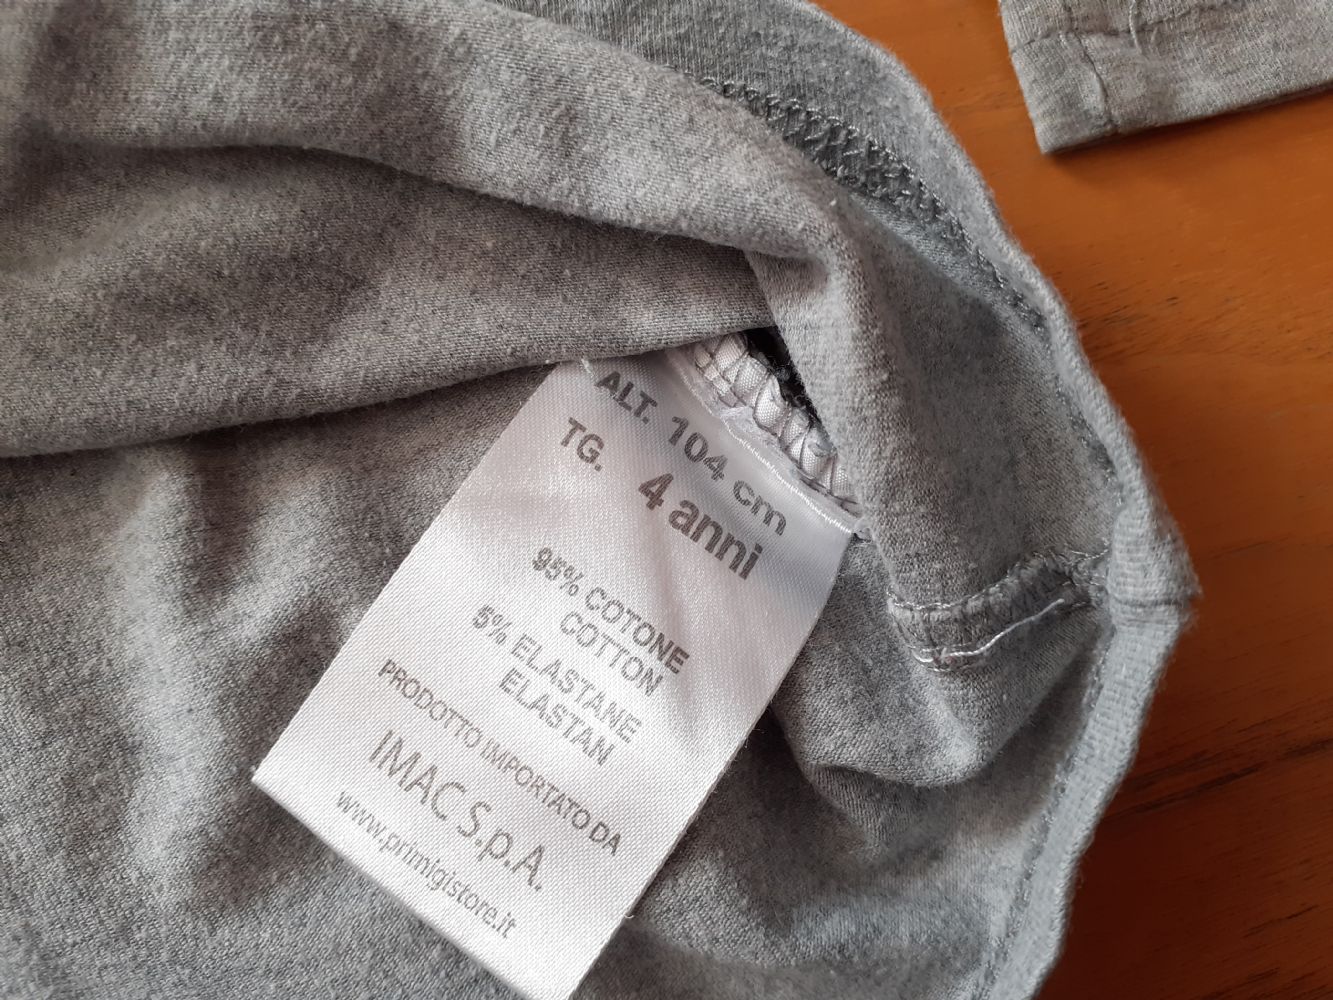 ALT. 104 cm
TG. 4 anni
95% COTONE
COTTON
5% ELASTANE
ELASTAN
PRODOTTO IMPORTATO DA
IMAC S.p.A.
www.primigistore.it